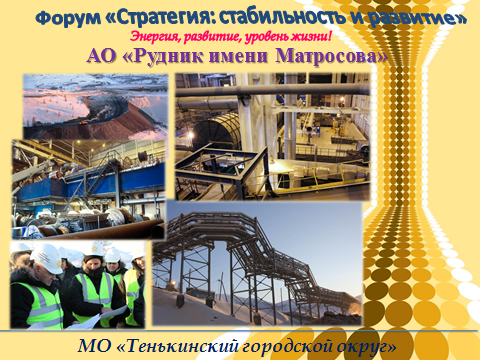 Форум «Стратегия: стабильность и развитие»
Энергия, развитие, уровень жизни!
АО «Рудник имени Матросова»
МО «Тенькинский городской округ»